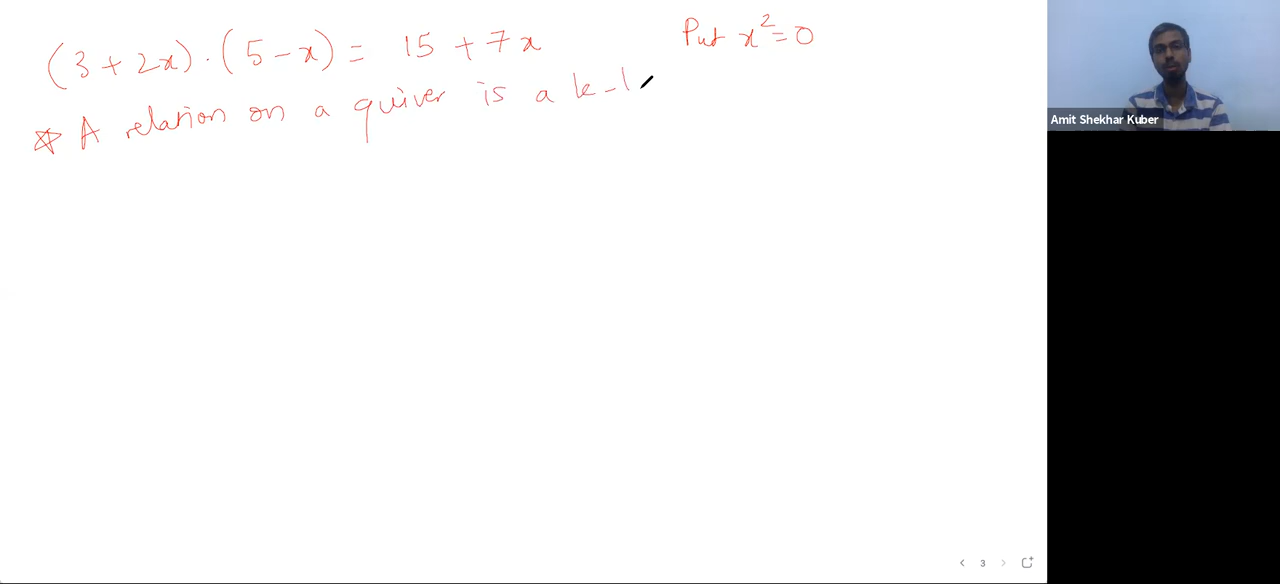 (3 + 2x) . (5 - x) = 15 + 7x
Put x² = 0
☆ A relation on a quiver is a k-l
Amit Shekhar Kuber
< 3 >